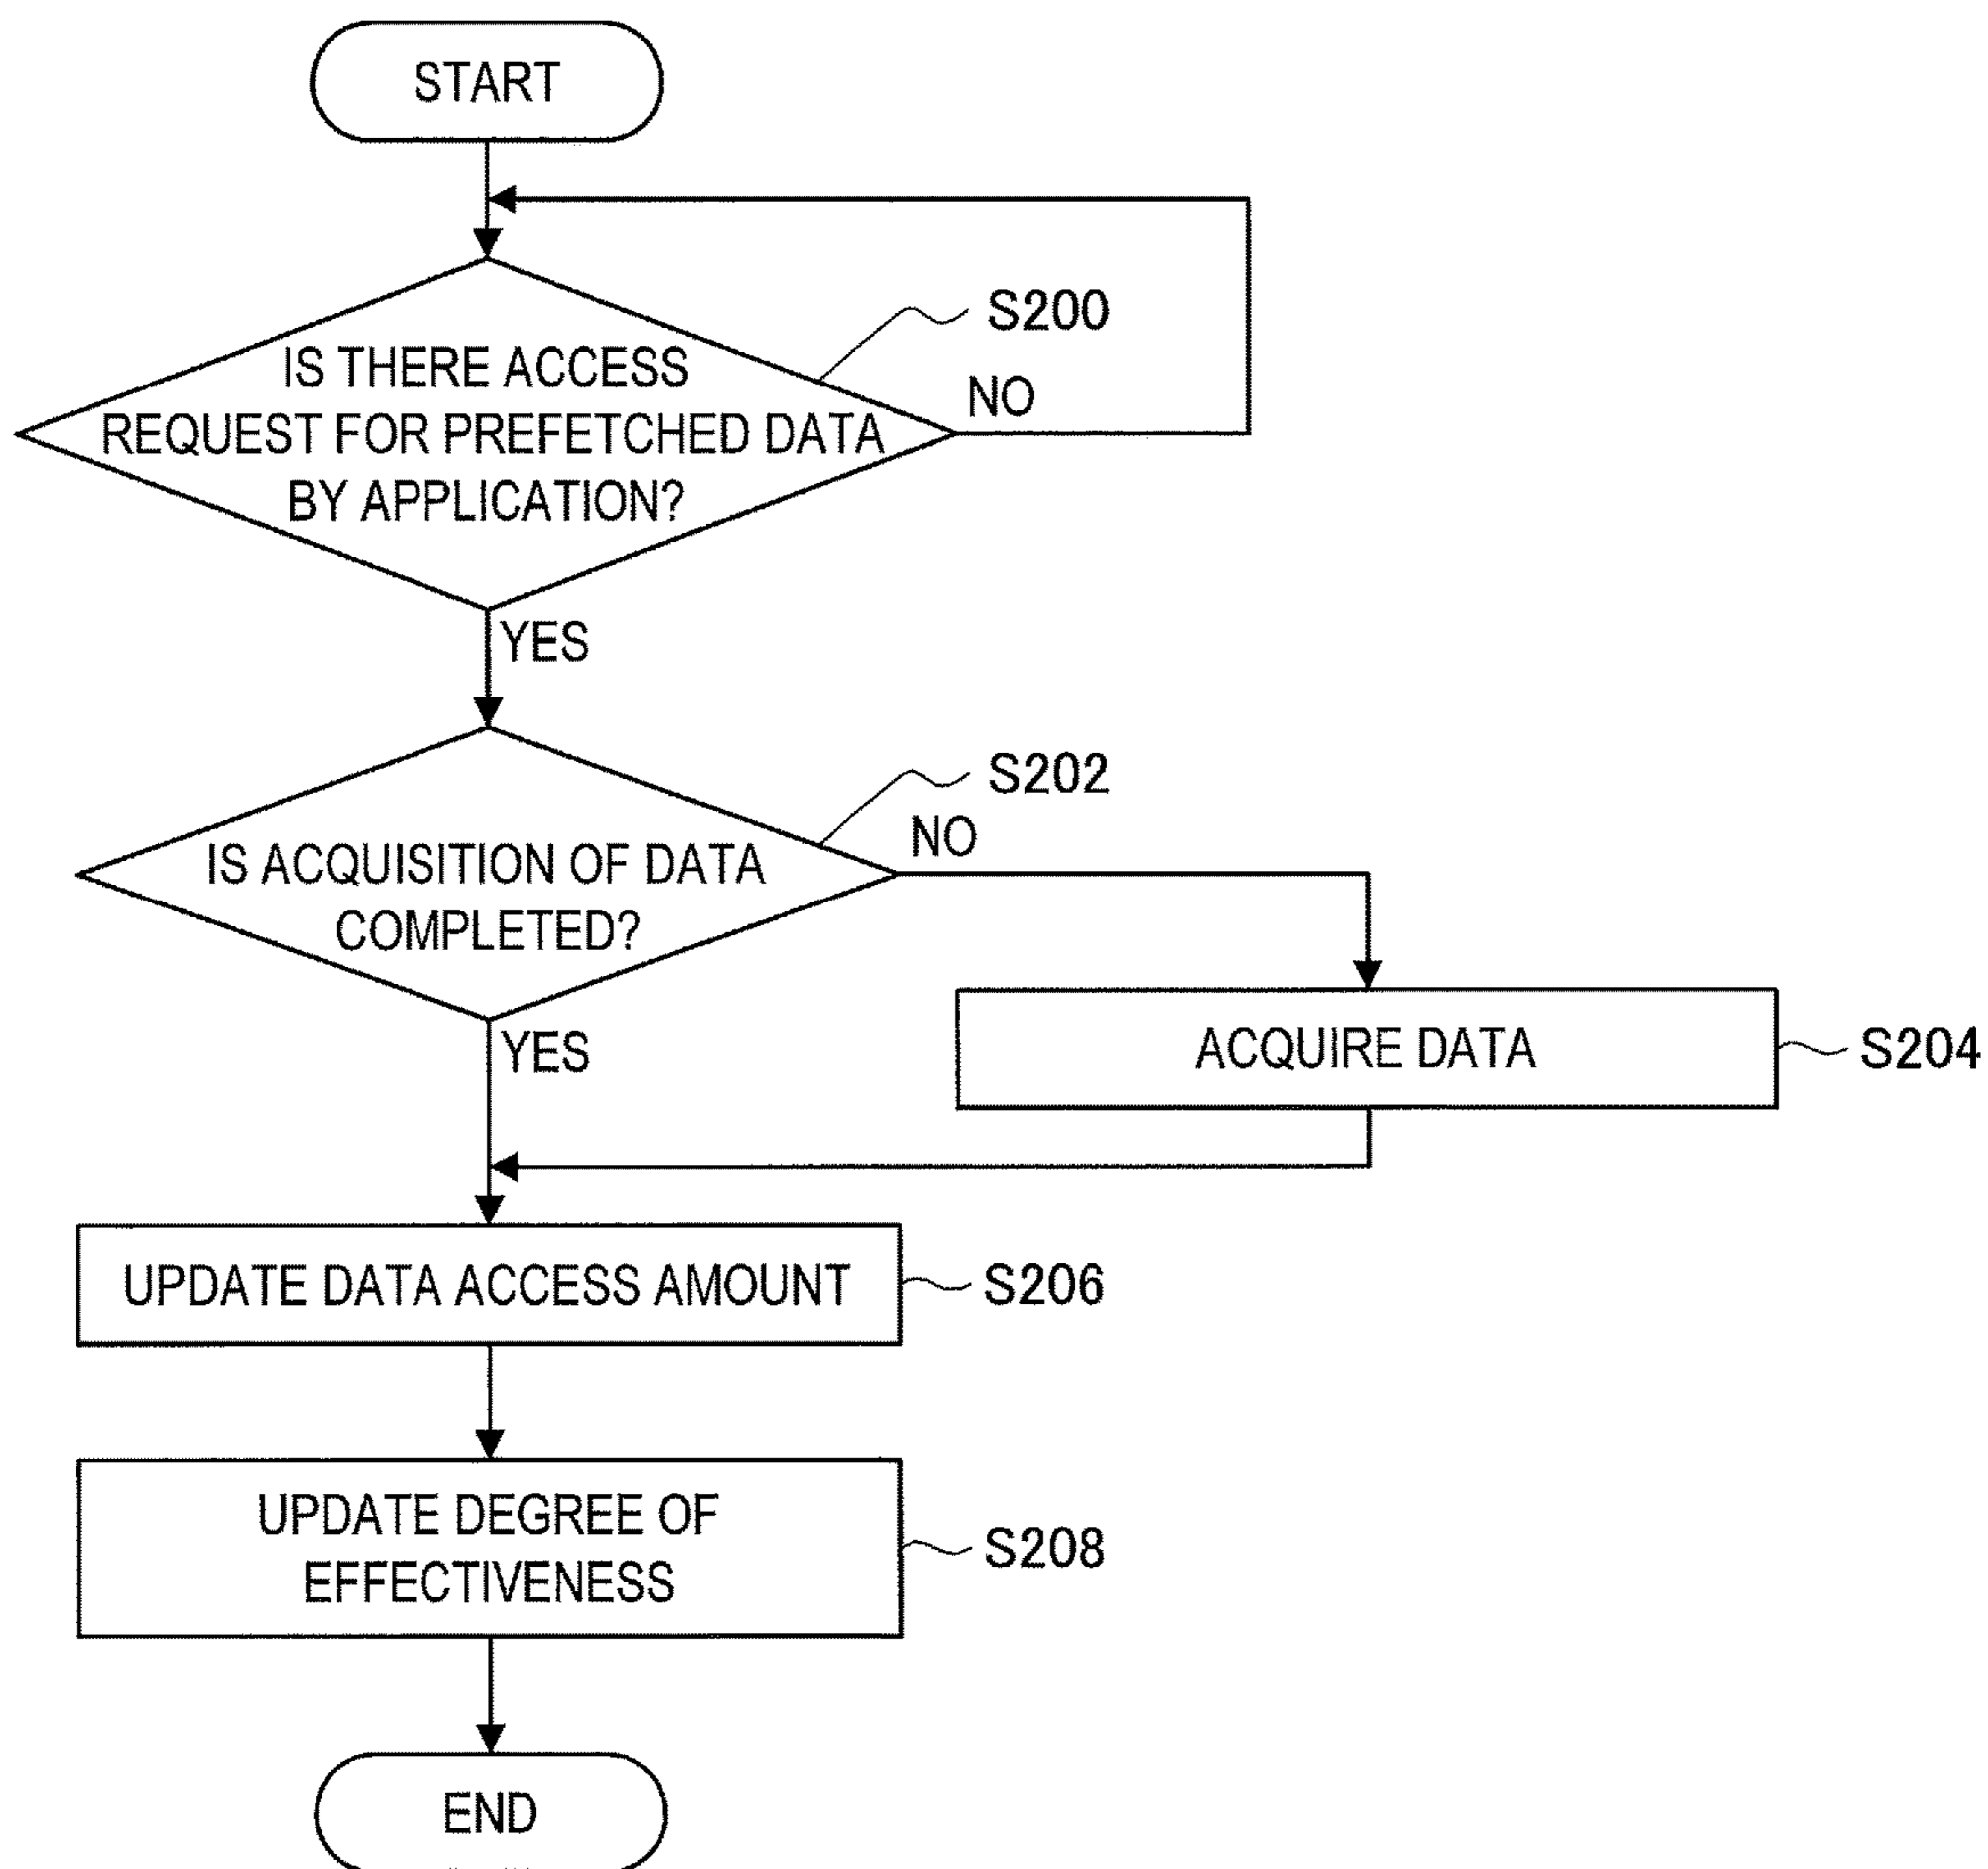 START
S200
IS THERE ACCESS
NO
REQUEST FOR PREFETCHED DATA
BY APPLICATION?
YES
S202
NO
IS ACQUISITION OF DATA
COMPLETED?
YES
ACQUIRE DATA
S204
UPDATE DATA ACCESS AMOUNT
S206
UPDATE DEGREE OF
EFFECTIVENESS
S208
END